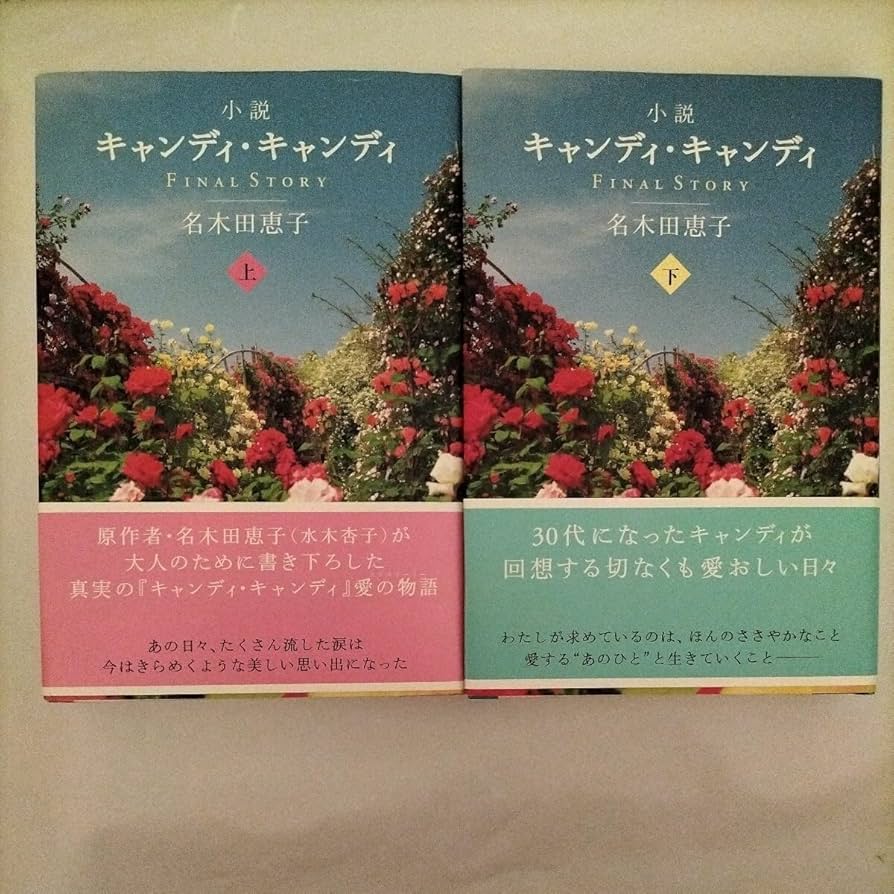 小説
キャンディ・キャンディ
FINAL STORY
名木田恵子
上
原作者・名木田恵子(水木杏子)が
大人のために書き下ろした
真実の『キャンディ・キャンディ』愛の物語
あの日々、たくさん流した涙は
今はきらめくような美しい思い出になった
小説
キャンディ・キャンディ
FINAL STORY
名木田恵子
下
30代になったキャンディが
回想する切なくも愛おしい日々
わたしが求めているのは、ほんのささやかなこと
愛する“あのひと”と生きていくこと――